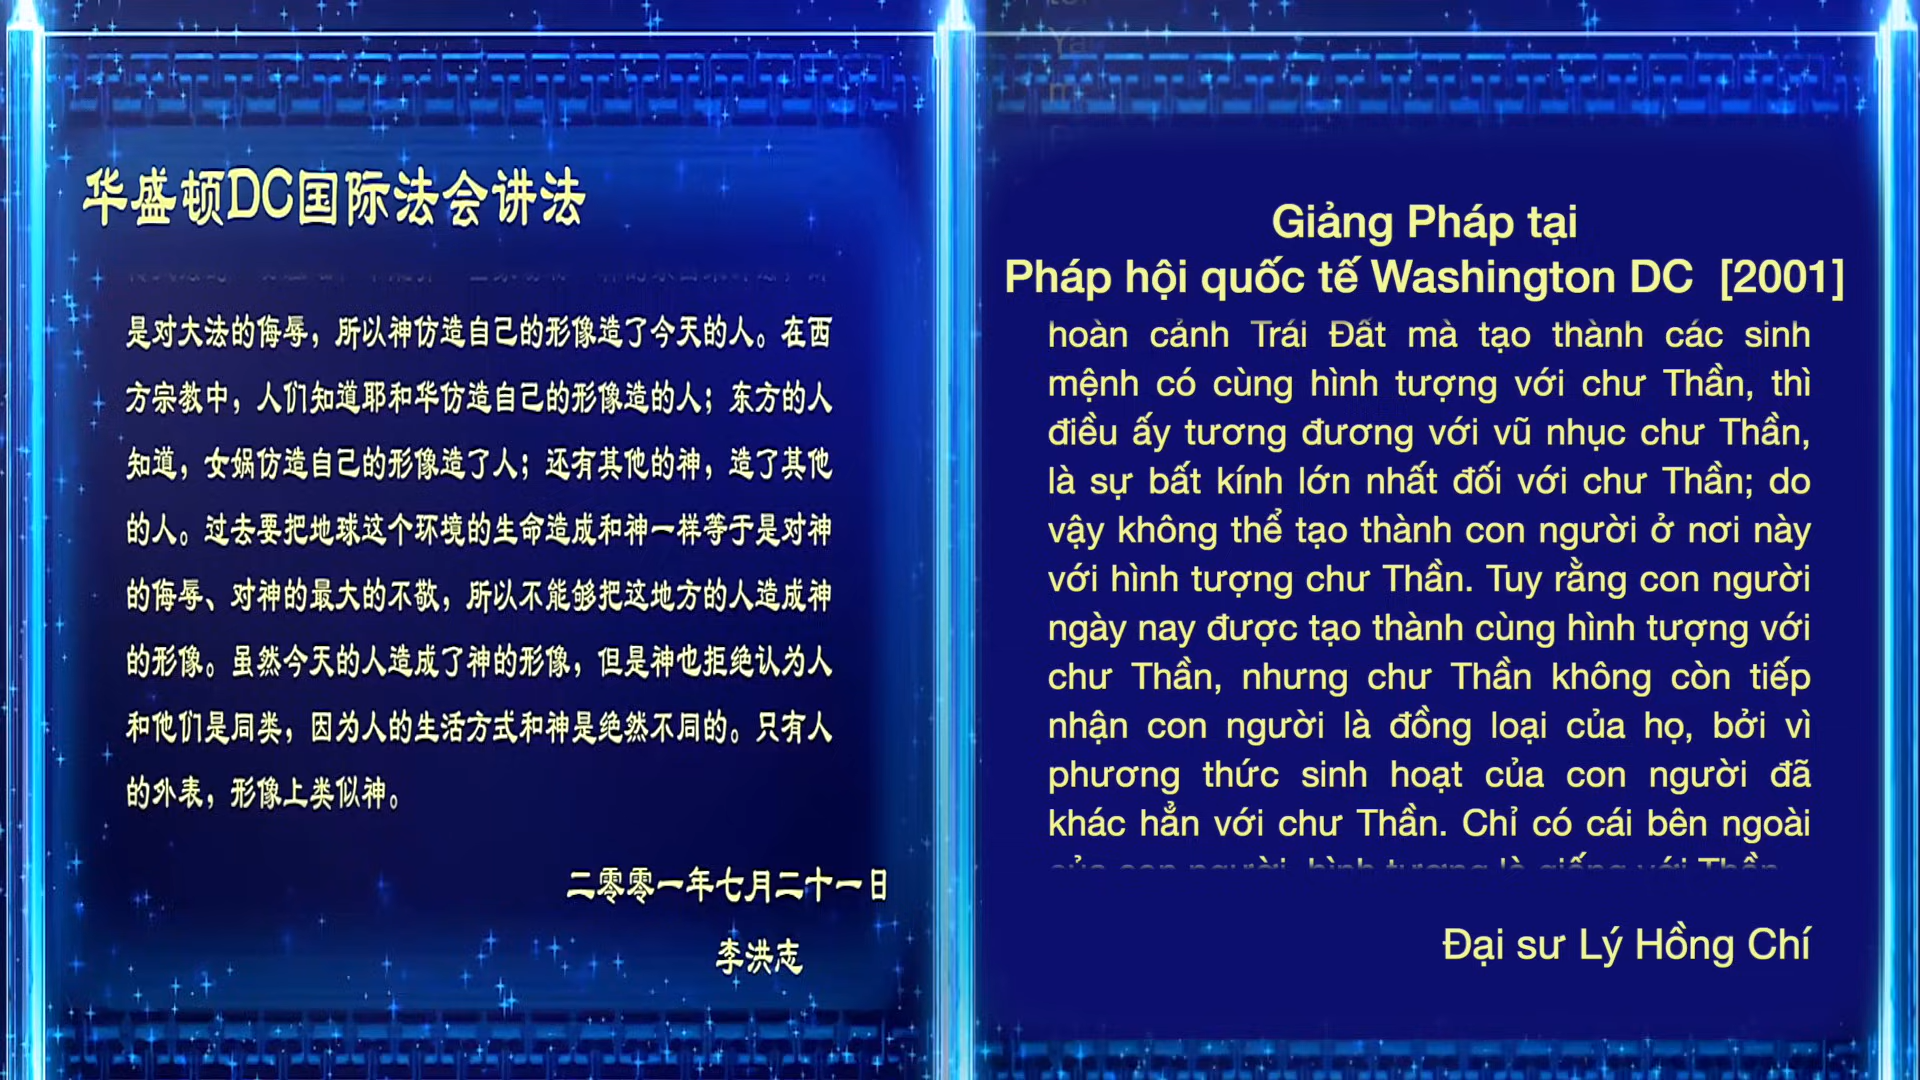 华盛顿DC国际法会讲法
是对大法的侮辱，所以神仿造自己的形像造了今天的人。在西
方宗教中，人们知道耶和华仿造自己的形像造的人；东方的人
知道，女娲仿造自己的形像造了人；还有其他的神，造了其他
的人。过去要把地球这个环境的生命造成和神一样等于是对神
的侮辱、对神的最大的不敬，所以不能够把这地方的人造成神
的形像。虽然今天的人造成了神的形像，但是神也拒绝认为人
和他们是同类，因为人的生活方式和神是绝然不同的。只有人
的外表，形像上类似神。
二零零一年七月二十一日
李洪志
Giảng Pháp tại
Pháp hội quốc tế Washington DC [2001]
hoàn cảnh Trái Đất mà tạo thành các sinh
mệnh có cùng hình tượng với chư Thần, thì
điều ấy tương đương với vũ nhục chư Thần,
là sự bất kính lớn nhất đối với chư Thần; do
vậy không thể tạo thành con người ở nơi này
với hình tượng chư Thần. Tuy rằng con người
ngày nay được tạo thành cùng hình tượng với
chư Thần, nhưng chư Thần không còn tiếp
nhận con người là đồng loại của họ, bởi vì
phương thức sinh hoạt của con người đã
khác hẳn với chư Thần. Chỉ có cái bên ngoài
của con người, hình tượng là giống với Thần
Đại sư Lý Hồng Chí